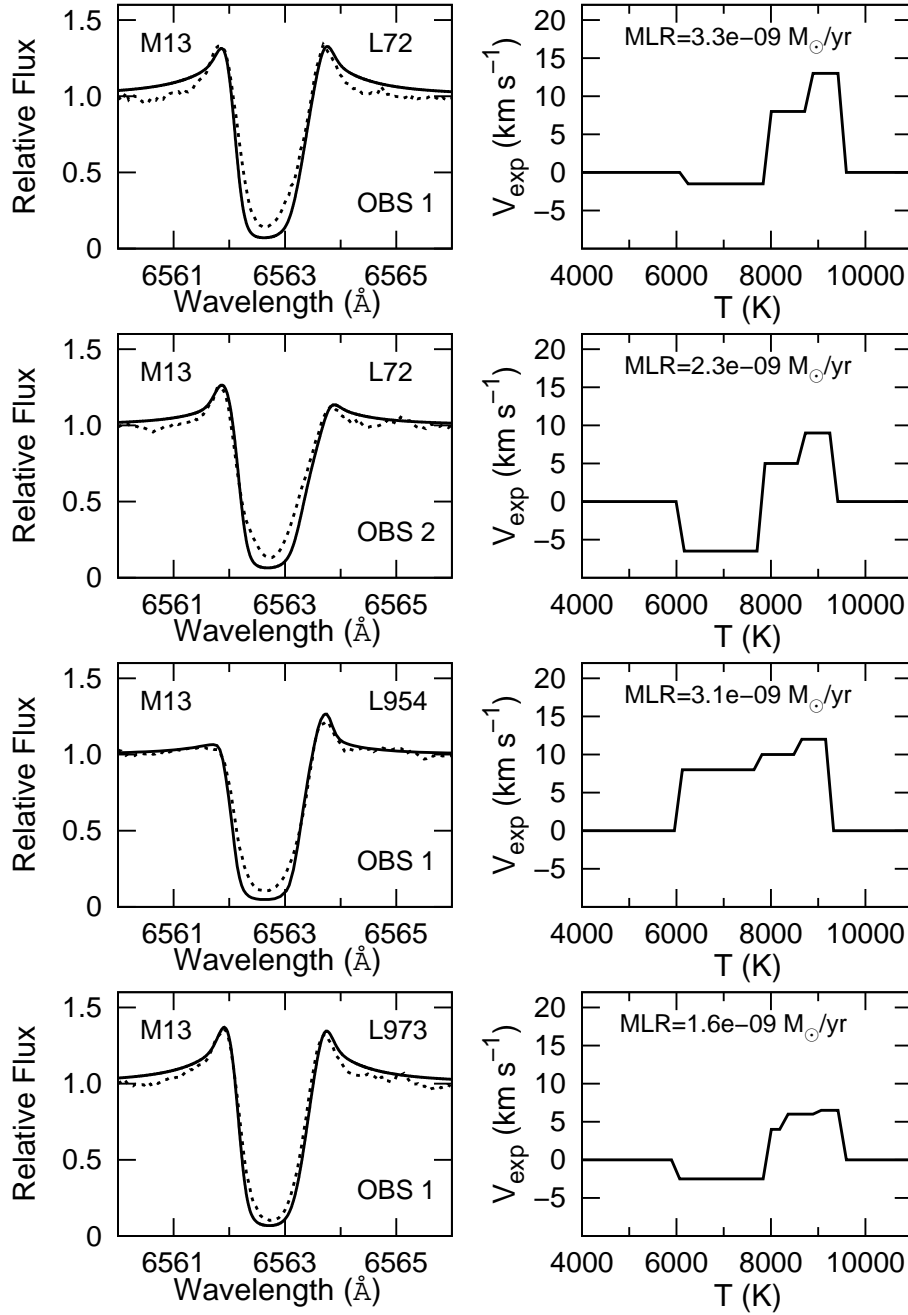 1.5
1.0
0.5
0
Relative Flux
M13 L72
OBS 1
6561 6563 6565
Wavelength (Å)
20
15
10
5
0
−5
V_exp (km s⁻¹)
MLR=3.3e−09 M☉/yr
4000 6000 8000 10000
T (K)
1.5
1.0
0.5
0
Relative Flux
M13 L72
OBS 2
6561 6563 6565
Wavelength (Å)
20
15
10
5
0
−5
V_exp (km s⁻¹)
MLR=2.3e−09 M☉/yr
4000 6000 8000 10000
T (K)
1.5
1.0
0.5
0
Relative Flux
M13 L954
OBS 1
6561 6563 6565
Wavelength (Å)
20
15
10
5
0
−5
V_exp (km s⁻¹)
MLR=3.1e−09 M☉/yr
4000 6000 8000 10000
T (K)
1.5
1.0
0.5
0
Relative Flux
M13 L973
OBS 1
6561 6563 6565
Wavelength (Å)
20
15
10
5
0
−5
V_exp (km s⁻¹)
MLR=1.6e−09 M☉/yr
4000 6000 8000 10000
T (K)